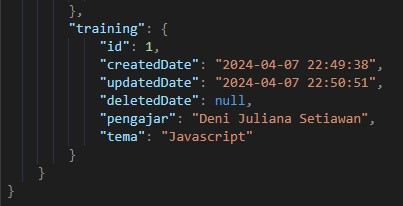 },
"training": {
"id": 1,
"createdDate": "2024-04-07 22:49:38",
"updatedDate": "2024-04-07 22:50:51",
"deletedDate": null,
"pengajar": "Deni Juliana Setiawan",
"tema": "Javascript"
}
}
}